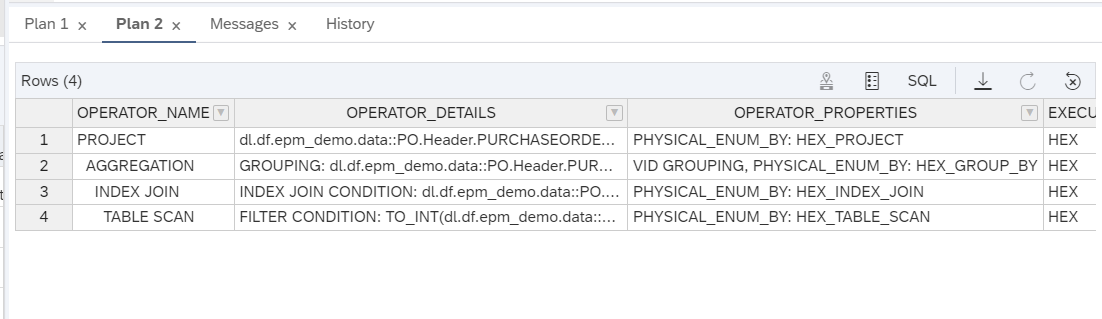 Plan 1 × Plan 2 × Messages × History
Rows (4) SQL
OPERATOR_NAME OPERATOR_DETAILS OPERATOR_PROPERTIES EXECU
1 PROJECT dl.df.epm_demo.data::PO.Header.PURCHASEORDE... PHYSICAL_ENUM_BY: HEX_PROJECT HEX
2 AGGREGATION GROUPING: dl.df.epm_demo.data::PO.Header.PUR... VID GROUPING, PHYSICAL_ENUM_BY: HEX_GROUP_BY HEX
3 INDEX JOIN INDEX JOIN CONDITION: dl.df.epm_demo.data::PO.... PHYSICAL_ENUM_BY: HEX_INDEX_JOIN HEX
4 TABLE SCAN FILTER CONDITION: TO_INT(dl.df.epm_demo.data::... PHYSICAL_ENUM_BY: HEX_TABLE_SCAN HEX